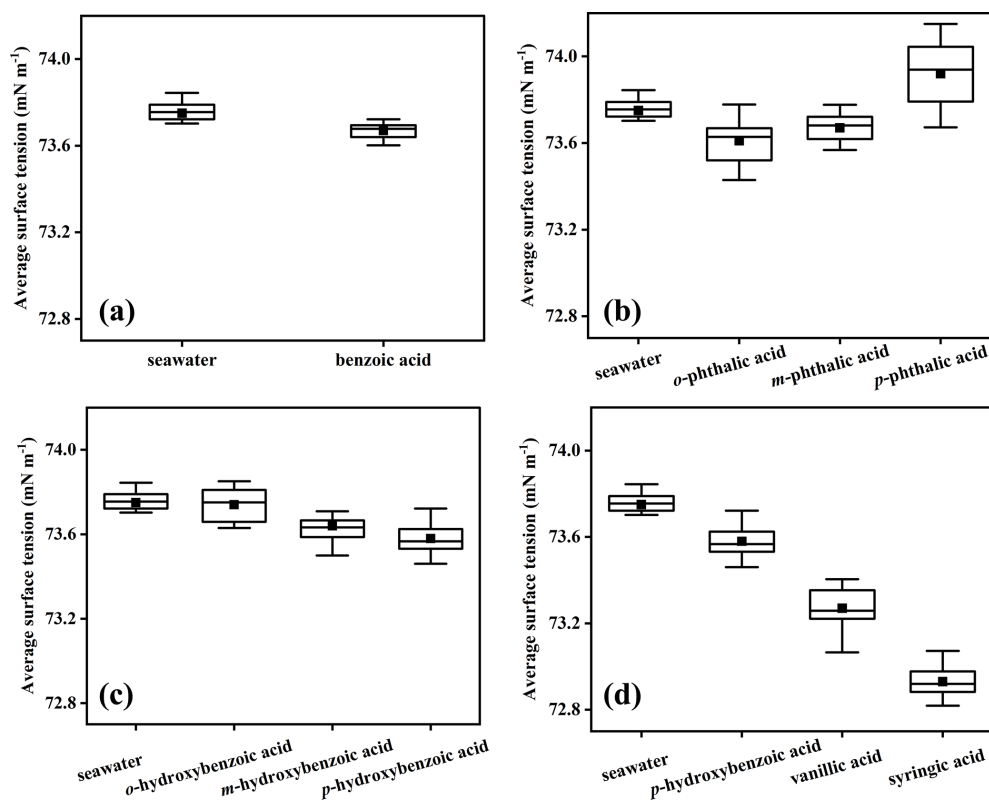 Average surface tension (mN m⁻¹)
74.0
73.6
73.2
72.8
(a)
seawater
benzoic acid
Average surface tension (mN m⁻¹)
74.0
73.6
73.2
72.8
(b)
seawater
o-phthalic acid
m-phthalic acid
p-phthalic acid
Average surface tension (mN m⁻¹)
74.0
73.6
73.2
72.8
(c)
seawater
o-hydroxybenzoic acid
m-hydroxybenzoic acid
p-hydroxybenzoic acid
Average surface tension (mN m⁻¹)
74.0
73.6
73.2
72.8
(d)
seawater
p-hydroxybenzoic acid
vanillic acid
syringic acid